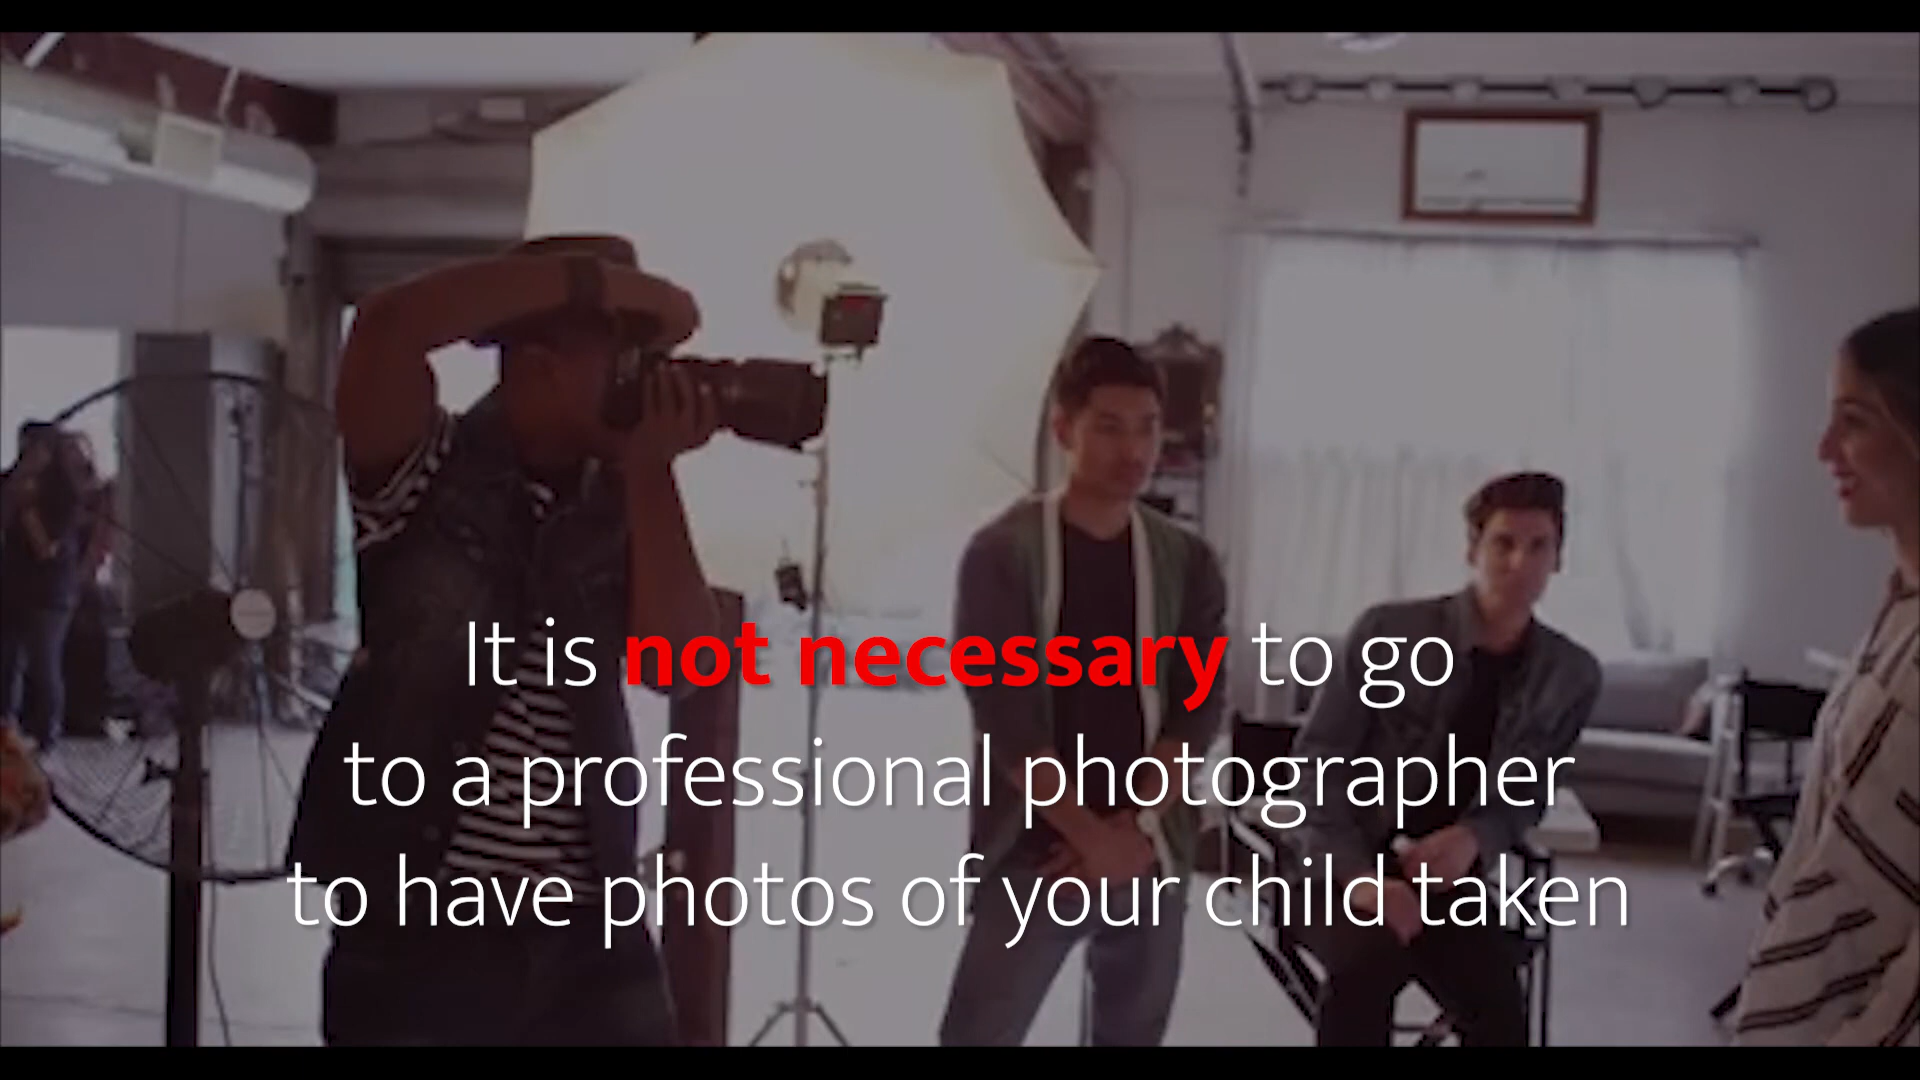 It is not necessary to go
to a professional photographer
to have photos of your child taken